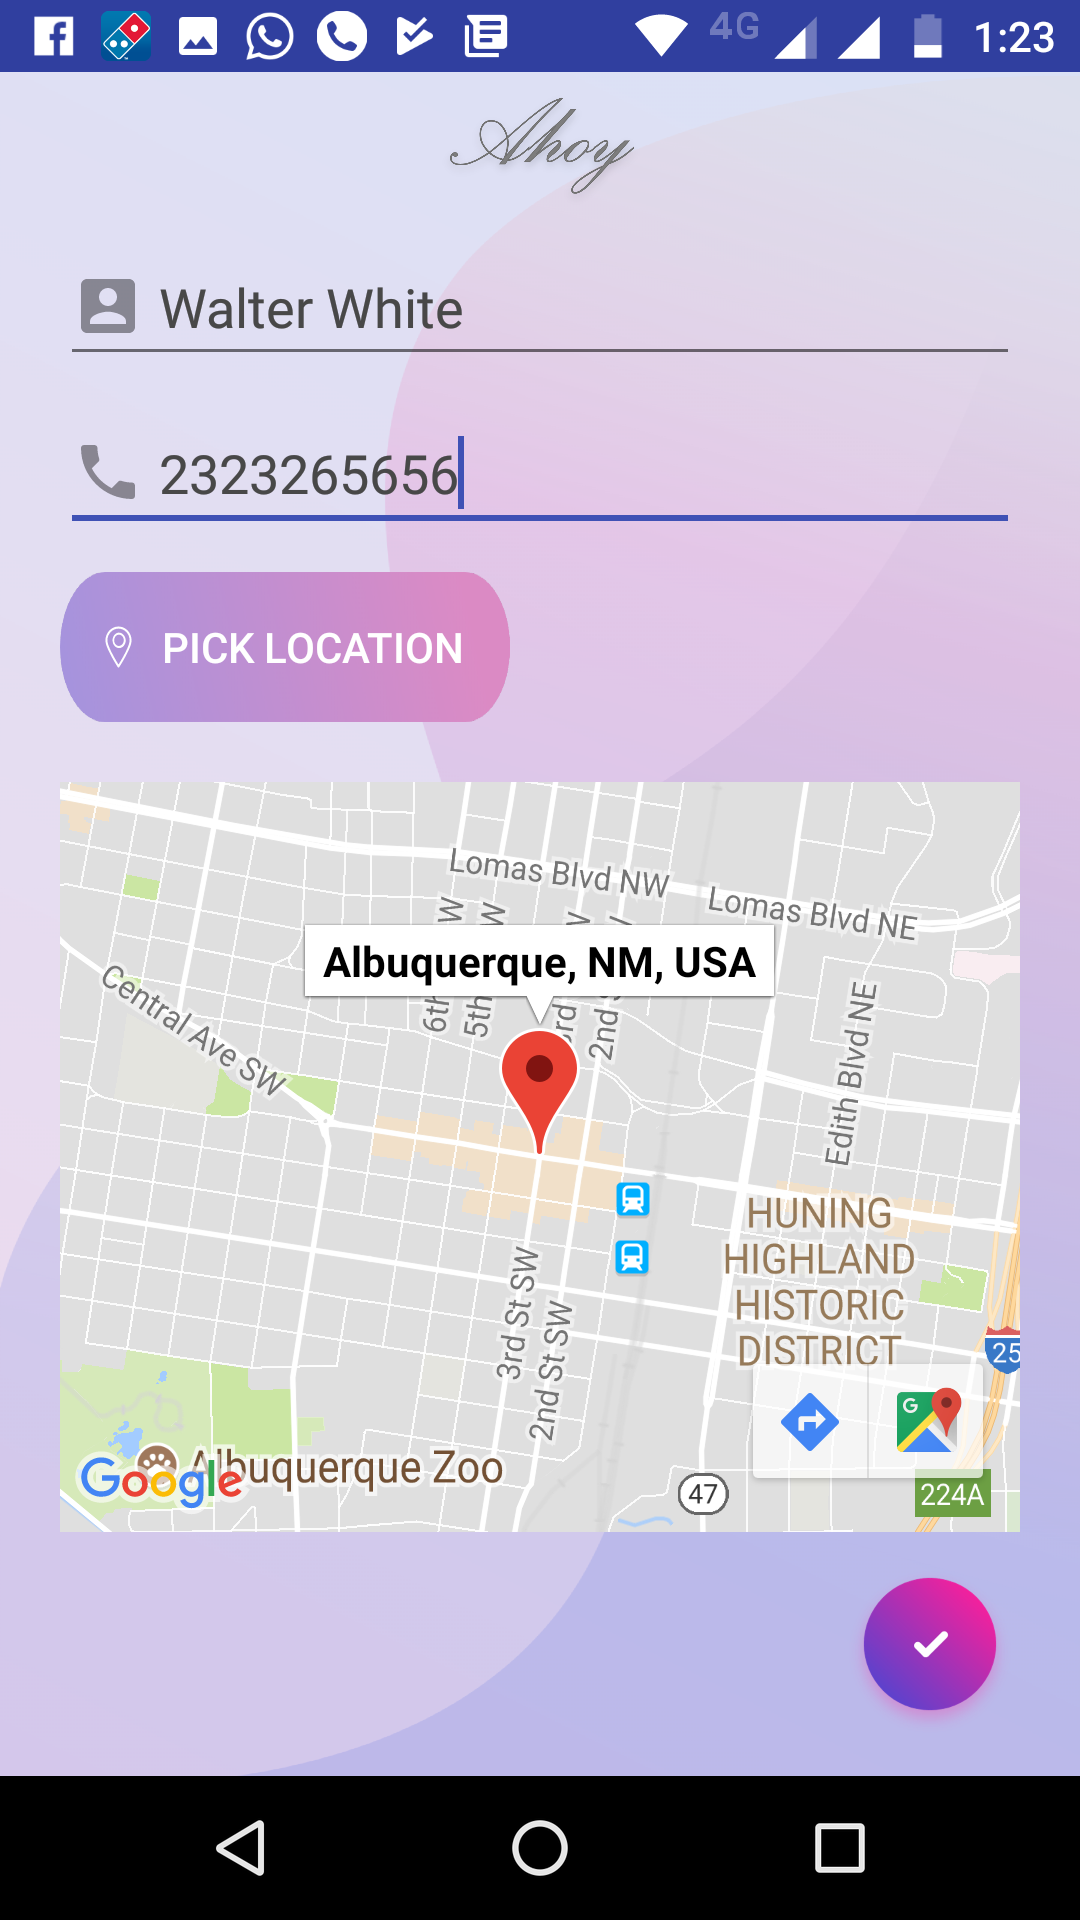 4G 1:23
Ahoy
Walter White
2323265656
PICK LOCATION
Lomas Blvd NW
Lomas Blvd NE
Albuquerque, NM, USA
Central Ave SW
6th
5th
W
W
2nd
Edith Blvd NE
HUNING
HIGHLAND
HISTORIC
DISTRICT
3rd St SW
2nd St SW
25
G
Albuquerque Zoo
Google
47
224A